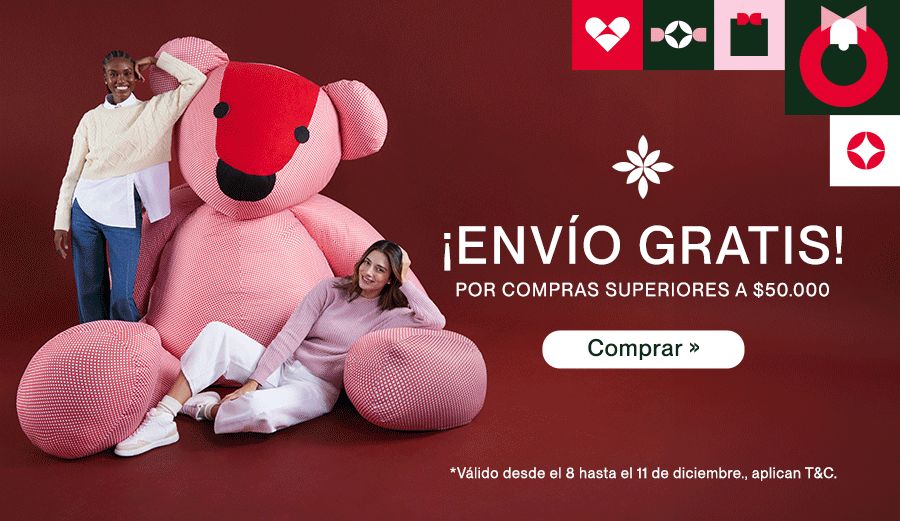 ¡ENVÍO GRATIS!
POR COMPRAS SUPERIORES A $50.000
Comprar »
*Válido desde el 8 hasta el 11 de diciembre., aplican T&C.